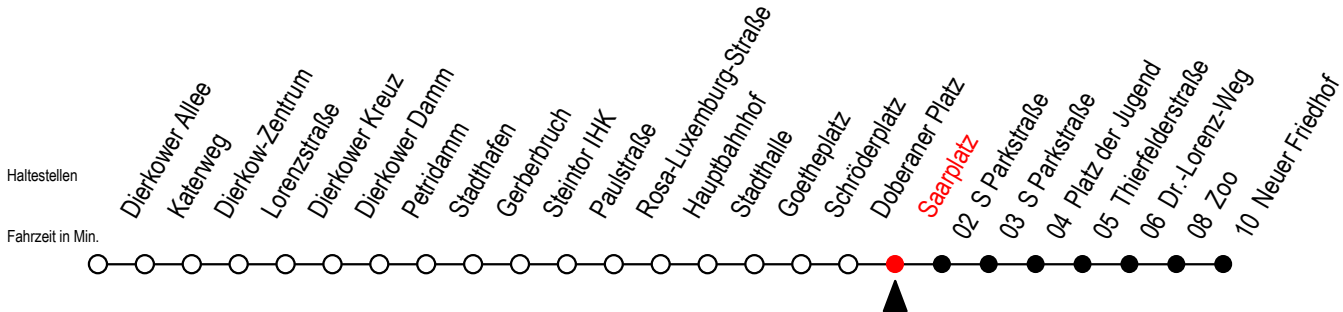 Haltestellen
Fahrzeit in Min.
Dierkower Allee
Katerweg
Dierkow-Zentrum
Lorenzstraße
Dierkower Kreuz
Dierkower Damm
Petridamm
Stadthafen
Gerberbruch
Steintor IHK
Paulstraße
Rosa-Luxemburg-Straße
Hauptbahnhof
Stadthalle
Goetheplatz
Schröderplatz
Doberaner Platz
Saarplatz
02 S Parkstraße
03 S Parkstraße
04 Platz der Jugend
05 Thierfelderstraße
06 Dr.-Lorenz-Weg
08 Zoo
10 Neuer Friedhof